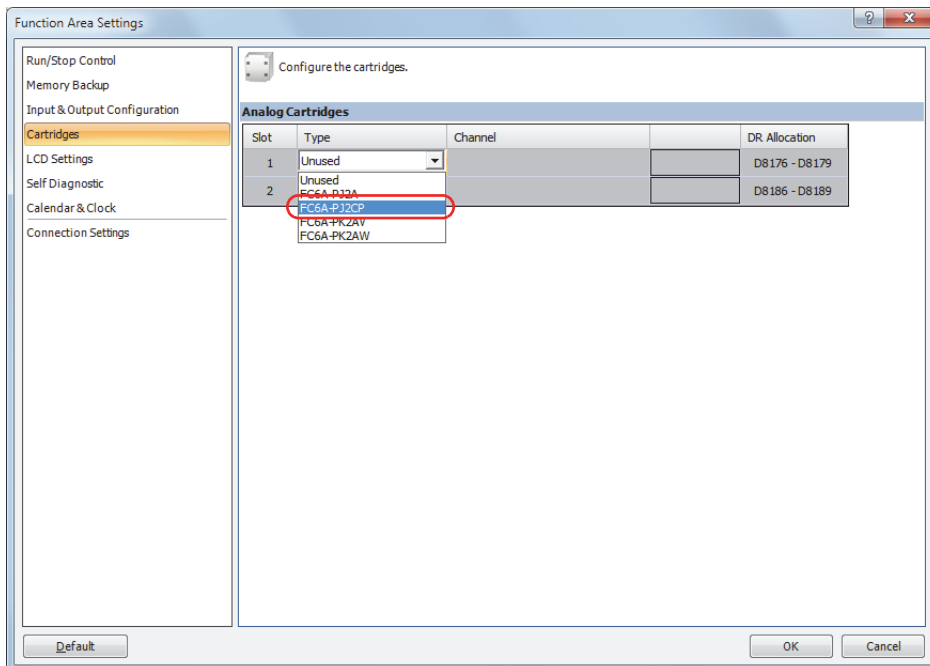 Function Area Settings
Run/Stop Control
Memory Backup
Input & Output Configuration
Cartridges
LCD Settings
Self Diagnostic
Calendar & Clock
Connection Settings
Configure the cartridges.
Analog Cartridges
Slot Type Channel DR Allocation
1 Unused D8176 - D8179
2 D8186 - D8189
Unused
FC6A-PJ2A
FC6A-PJ2CP
FC6A-PK2AV
FC6A-PK2AW
Default OK Cancel